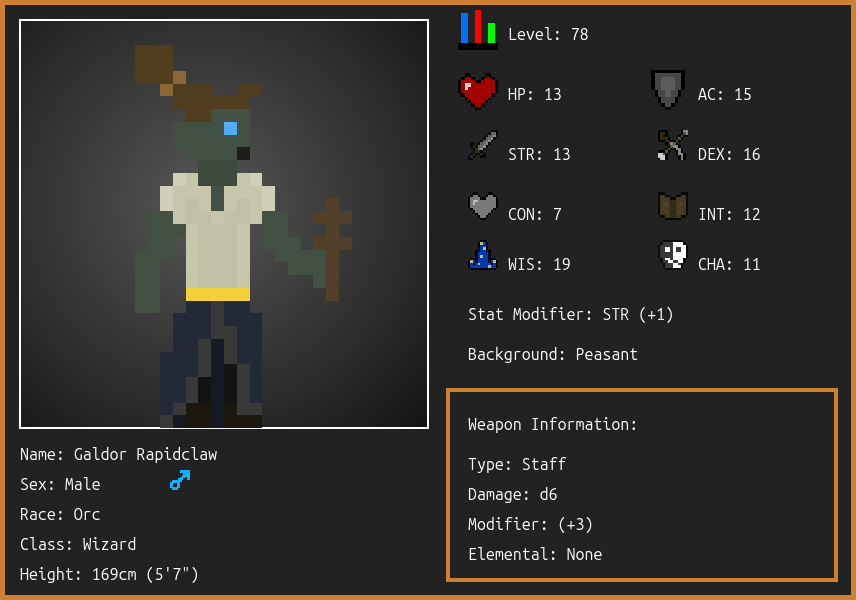 Level: 78
HP: 13
AC: 15
STR: 13
DEX: 16
CON: 7
INT: 12
WIS: 19
CHA: 11
Stat Modifier: STR (+1)
Background: Peasant
Weapon Information:
Type: Staff
Damage: d6
Modifier: (+3)
Elemental: None
Name: Galdor Rapidclaw
Sex: Male
Race: Orc
Class: Wizard
Height: 169cm (5'7")